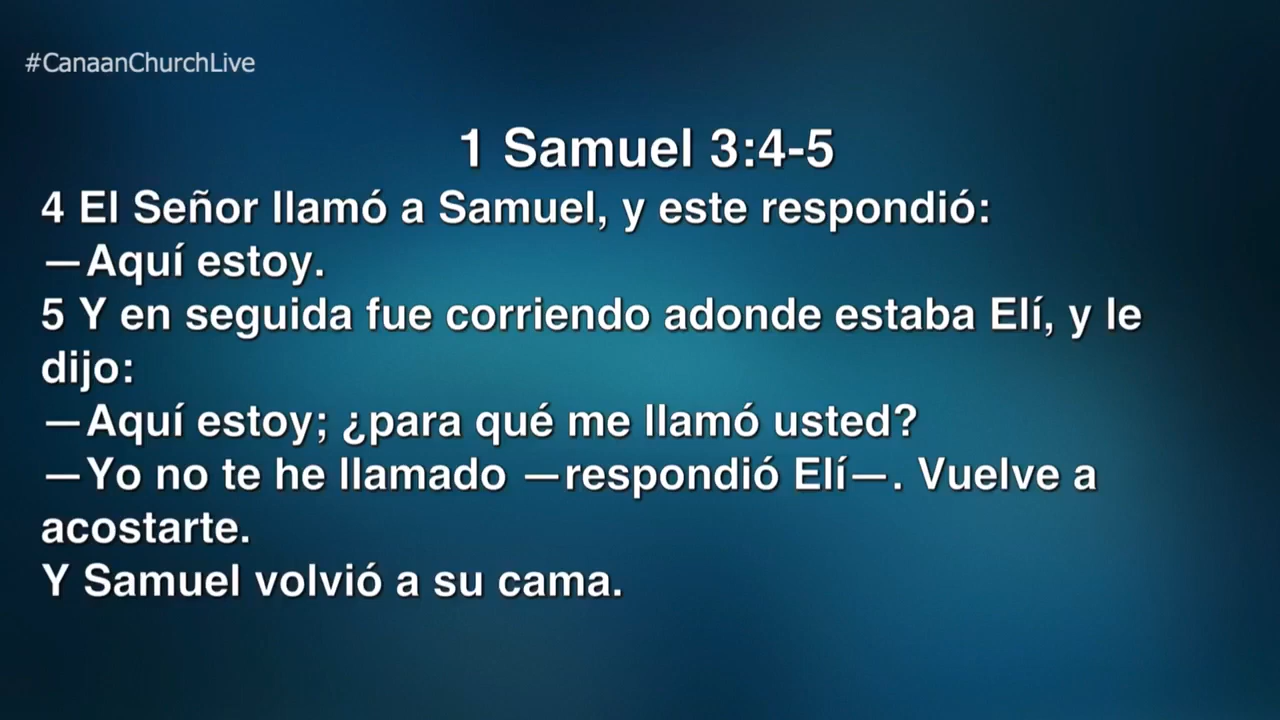 #CanaanChurchLive
1 Samuel 3:4-5
4 El Señor llamó a Samuel, y este respondió:
—Aquí estoy.
5 Y en seguida fue corriendo adonde estaba Elí, y le
dijo:
—Aquí estoy; ¿para qué me llamó usted?
—Yo no te he llamado —respondió Elí—. Vuelve a
acostarte.
Y Samuel volvió a su cama.